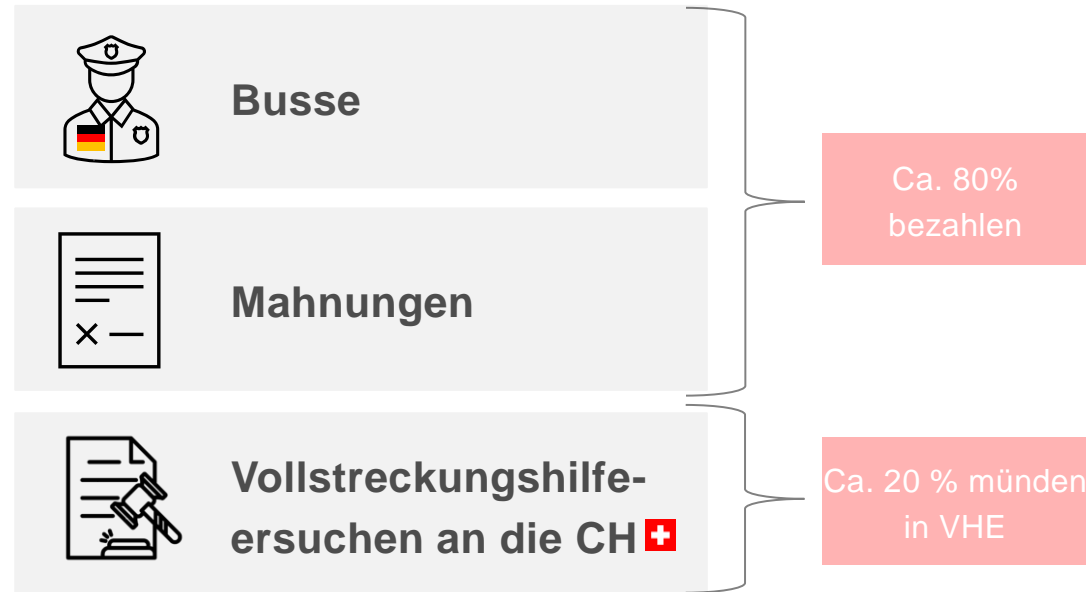 Busse
Ca. 80%
bezahlen
Mahnungen
Vollstreckungshilfe-
ersuchen an die CH
Ca. 20 % münden
in VHE